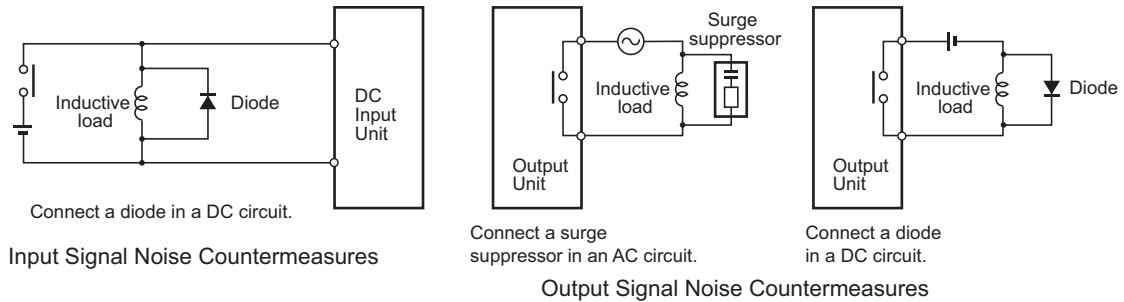 Inductive
load
Diode
DC
Input
Unit
Connect a diode in a DC circuit.
Input Signal Noise Countermeasures
Surge
suppressor
Inductive
load
Output
Unit
Connect a surge
suppressor in an AC circuit.
Inductive
load
Diode
Output
Unit
Connect a diode
in a DC circuit.
Output Signal Noise Countermeasures